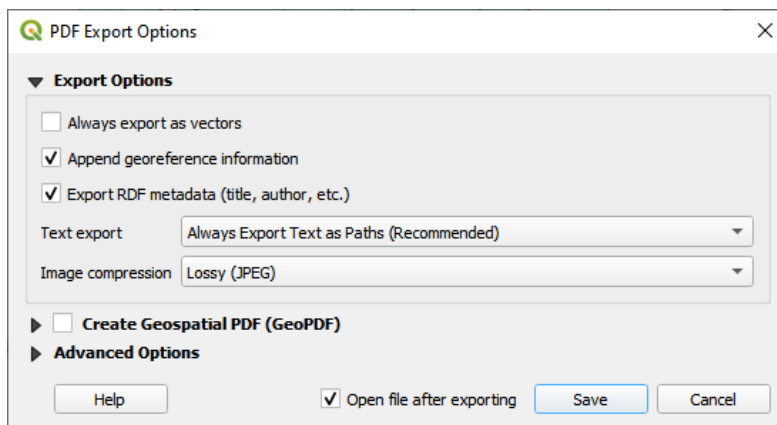 PDF Export Options
Export Options
Always export as vectors
Append georeference information
Export RDF metadata (title, author, etc.)
Text export Always Export Text as Paths (Recommended)
Image compression Lossy (JPEG)
Create Geospatial PDF (GeoPDF)
Advanced Options
Help Open file after exporting Save Cancel